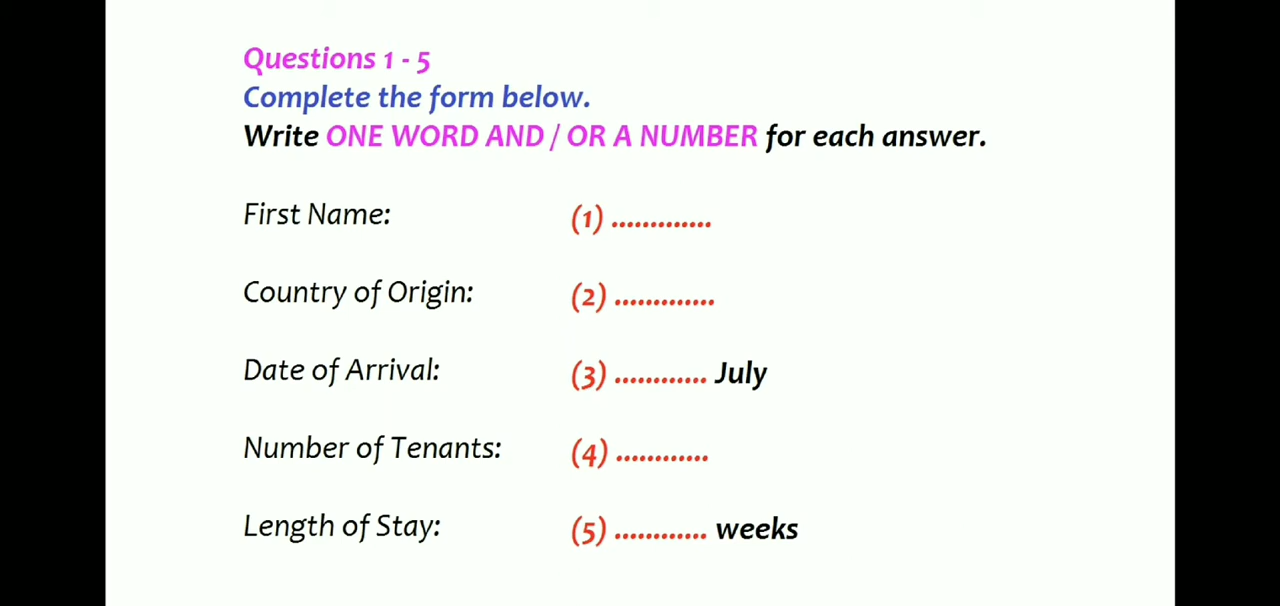 Questions 1 - 5
Complete the form below.
Write ONE WORD AND / OR A NUMBER for each answer.
First Name: (1) .............
Country of Origin: (2) .............
Date of Arrival: (3) ............ July
Number of Tenants: (4) ............
Length of Stay: (5) ............ weeks